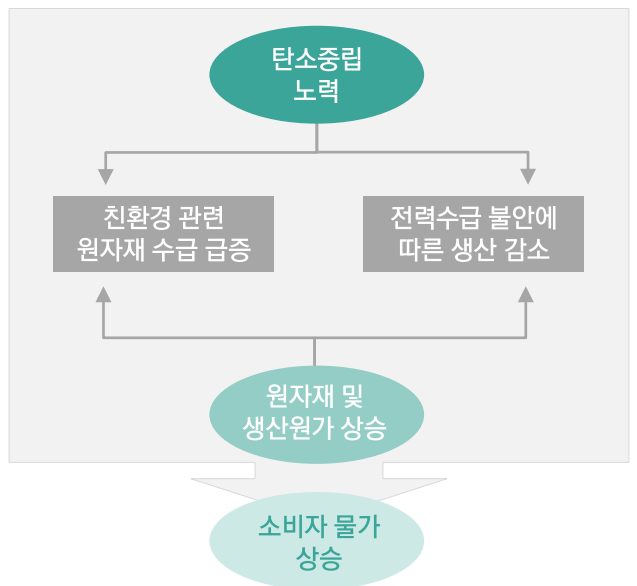 탄소중립
노력
친환경 관련
원자재 수급 급증
전력수급 불안에
따른 생산 감소
원자재 및
생산원가 상승
소비자 물가
상승